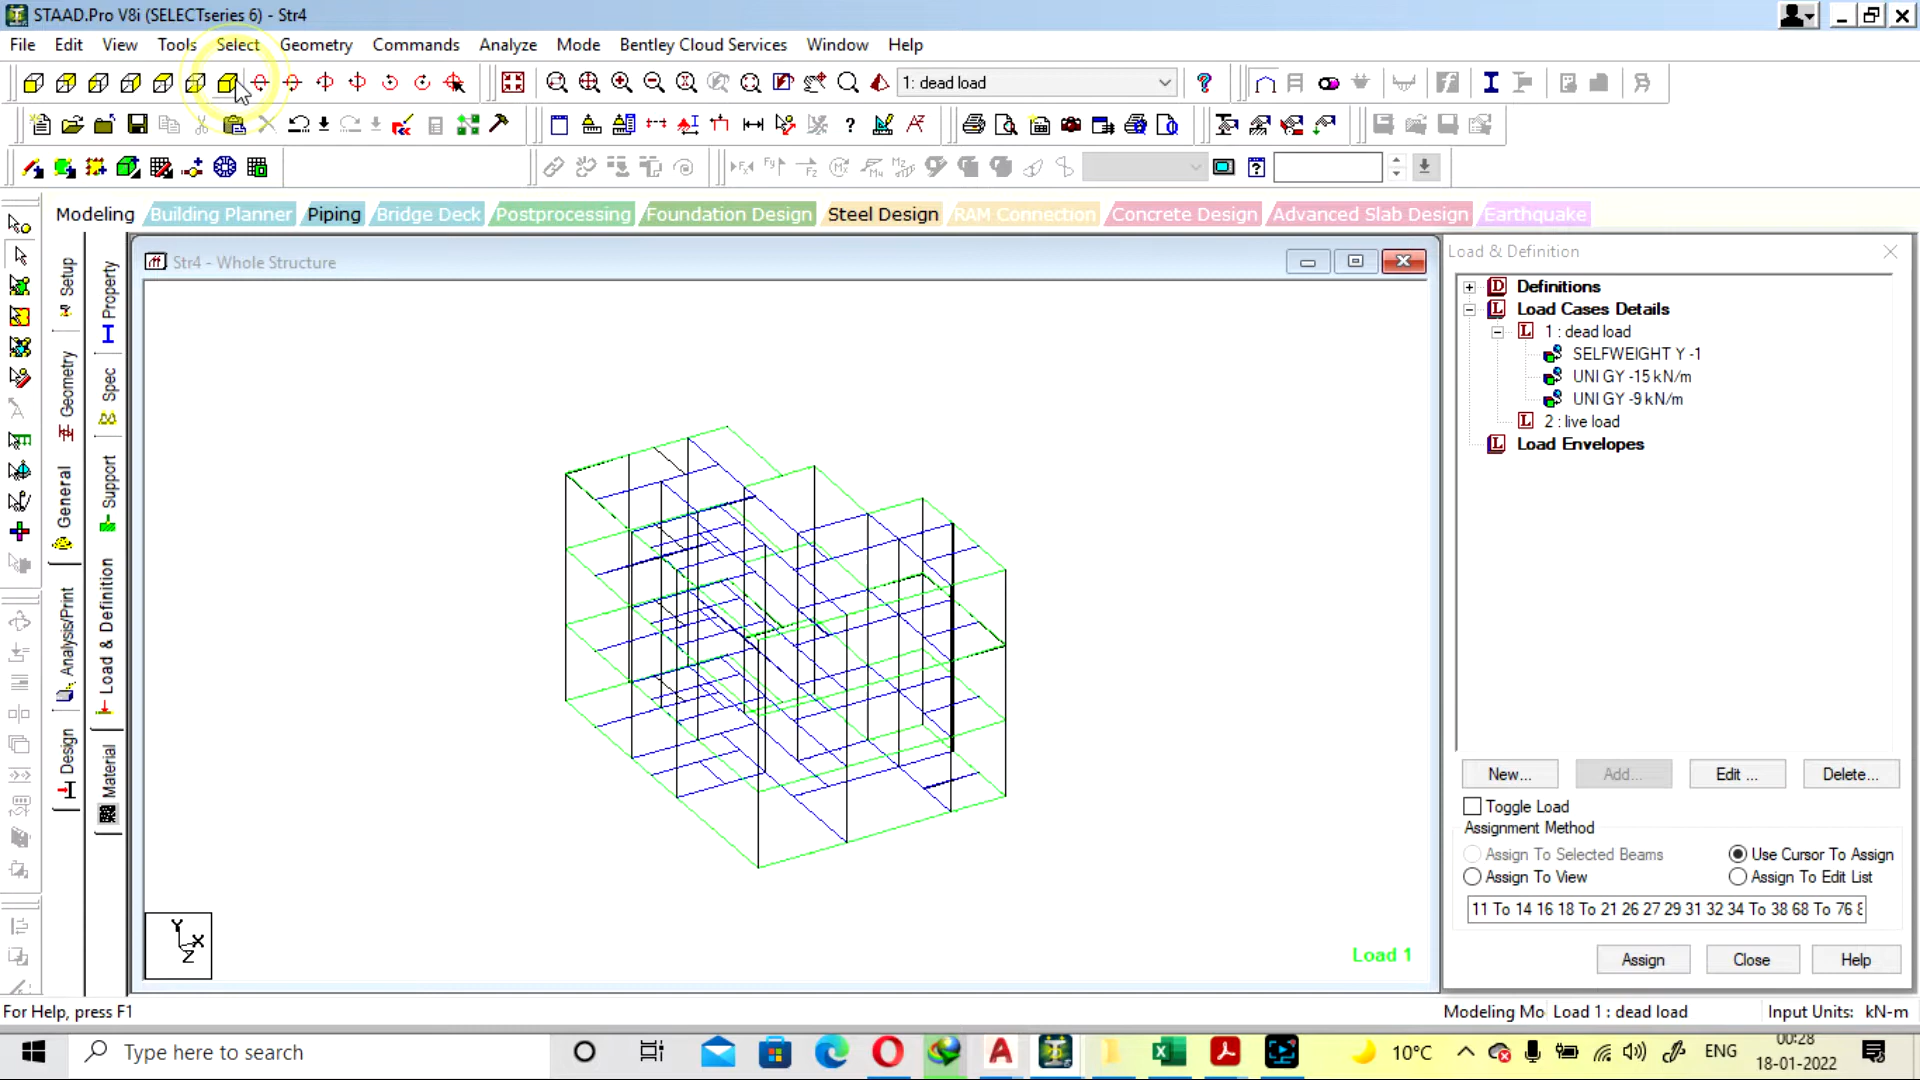 STAAD.Pro V8i (SELECTseries 6) - Str4
File Edit View Tools Select Geometry Commands Analyze Mode Bentley Cloud Services Window Help
1: dead load
Modeling Building Planner Piping Bridge Deck Postprocessing Foundation Design Steel Design RAM Connection Concrete Design Advanced Slab Design Earthquake
Setup
Geometry
General
Analysis/Print
Design
Property
Spec
Support
Load & Definition
Material
Str4 - Whole Structure
Y
X
Z
Load 1
Load & Definition
Definitions
Load Cases Details
1 : dead load
SELFWEIGHT Y -1
UNI GY -15 kN/m
UNI GY -9 kN/m
2 : live load
Load Envelopes
New... Add... Edit ... Delete...
Toggle Load
Assignment Method
Assign To Selected Beams Use Cursor To Assign
Assign To View Assign To Edit List
11 To 14 16 18 To 21 26 27 29 31 32 34 To 38 68 To 76 8
Assign Close Help
For Help, press F1
Modeling Mo Load 1 : dead load Input Units: kN-m
Type here to search
10°C
ENG
00:28
18-01-2022